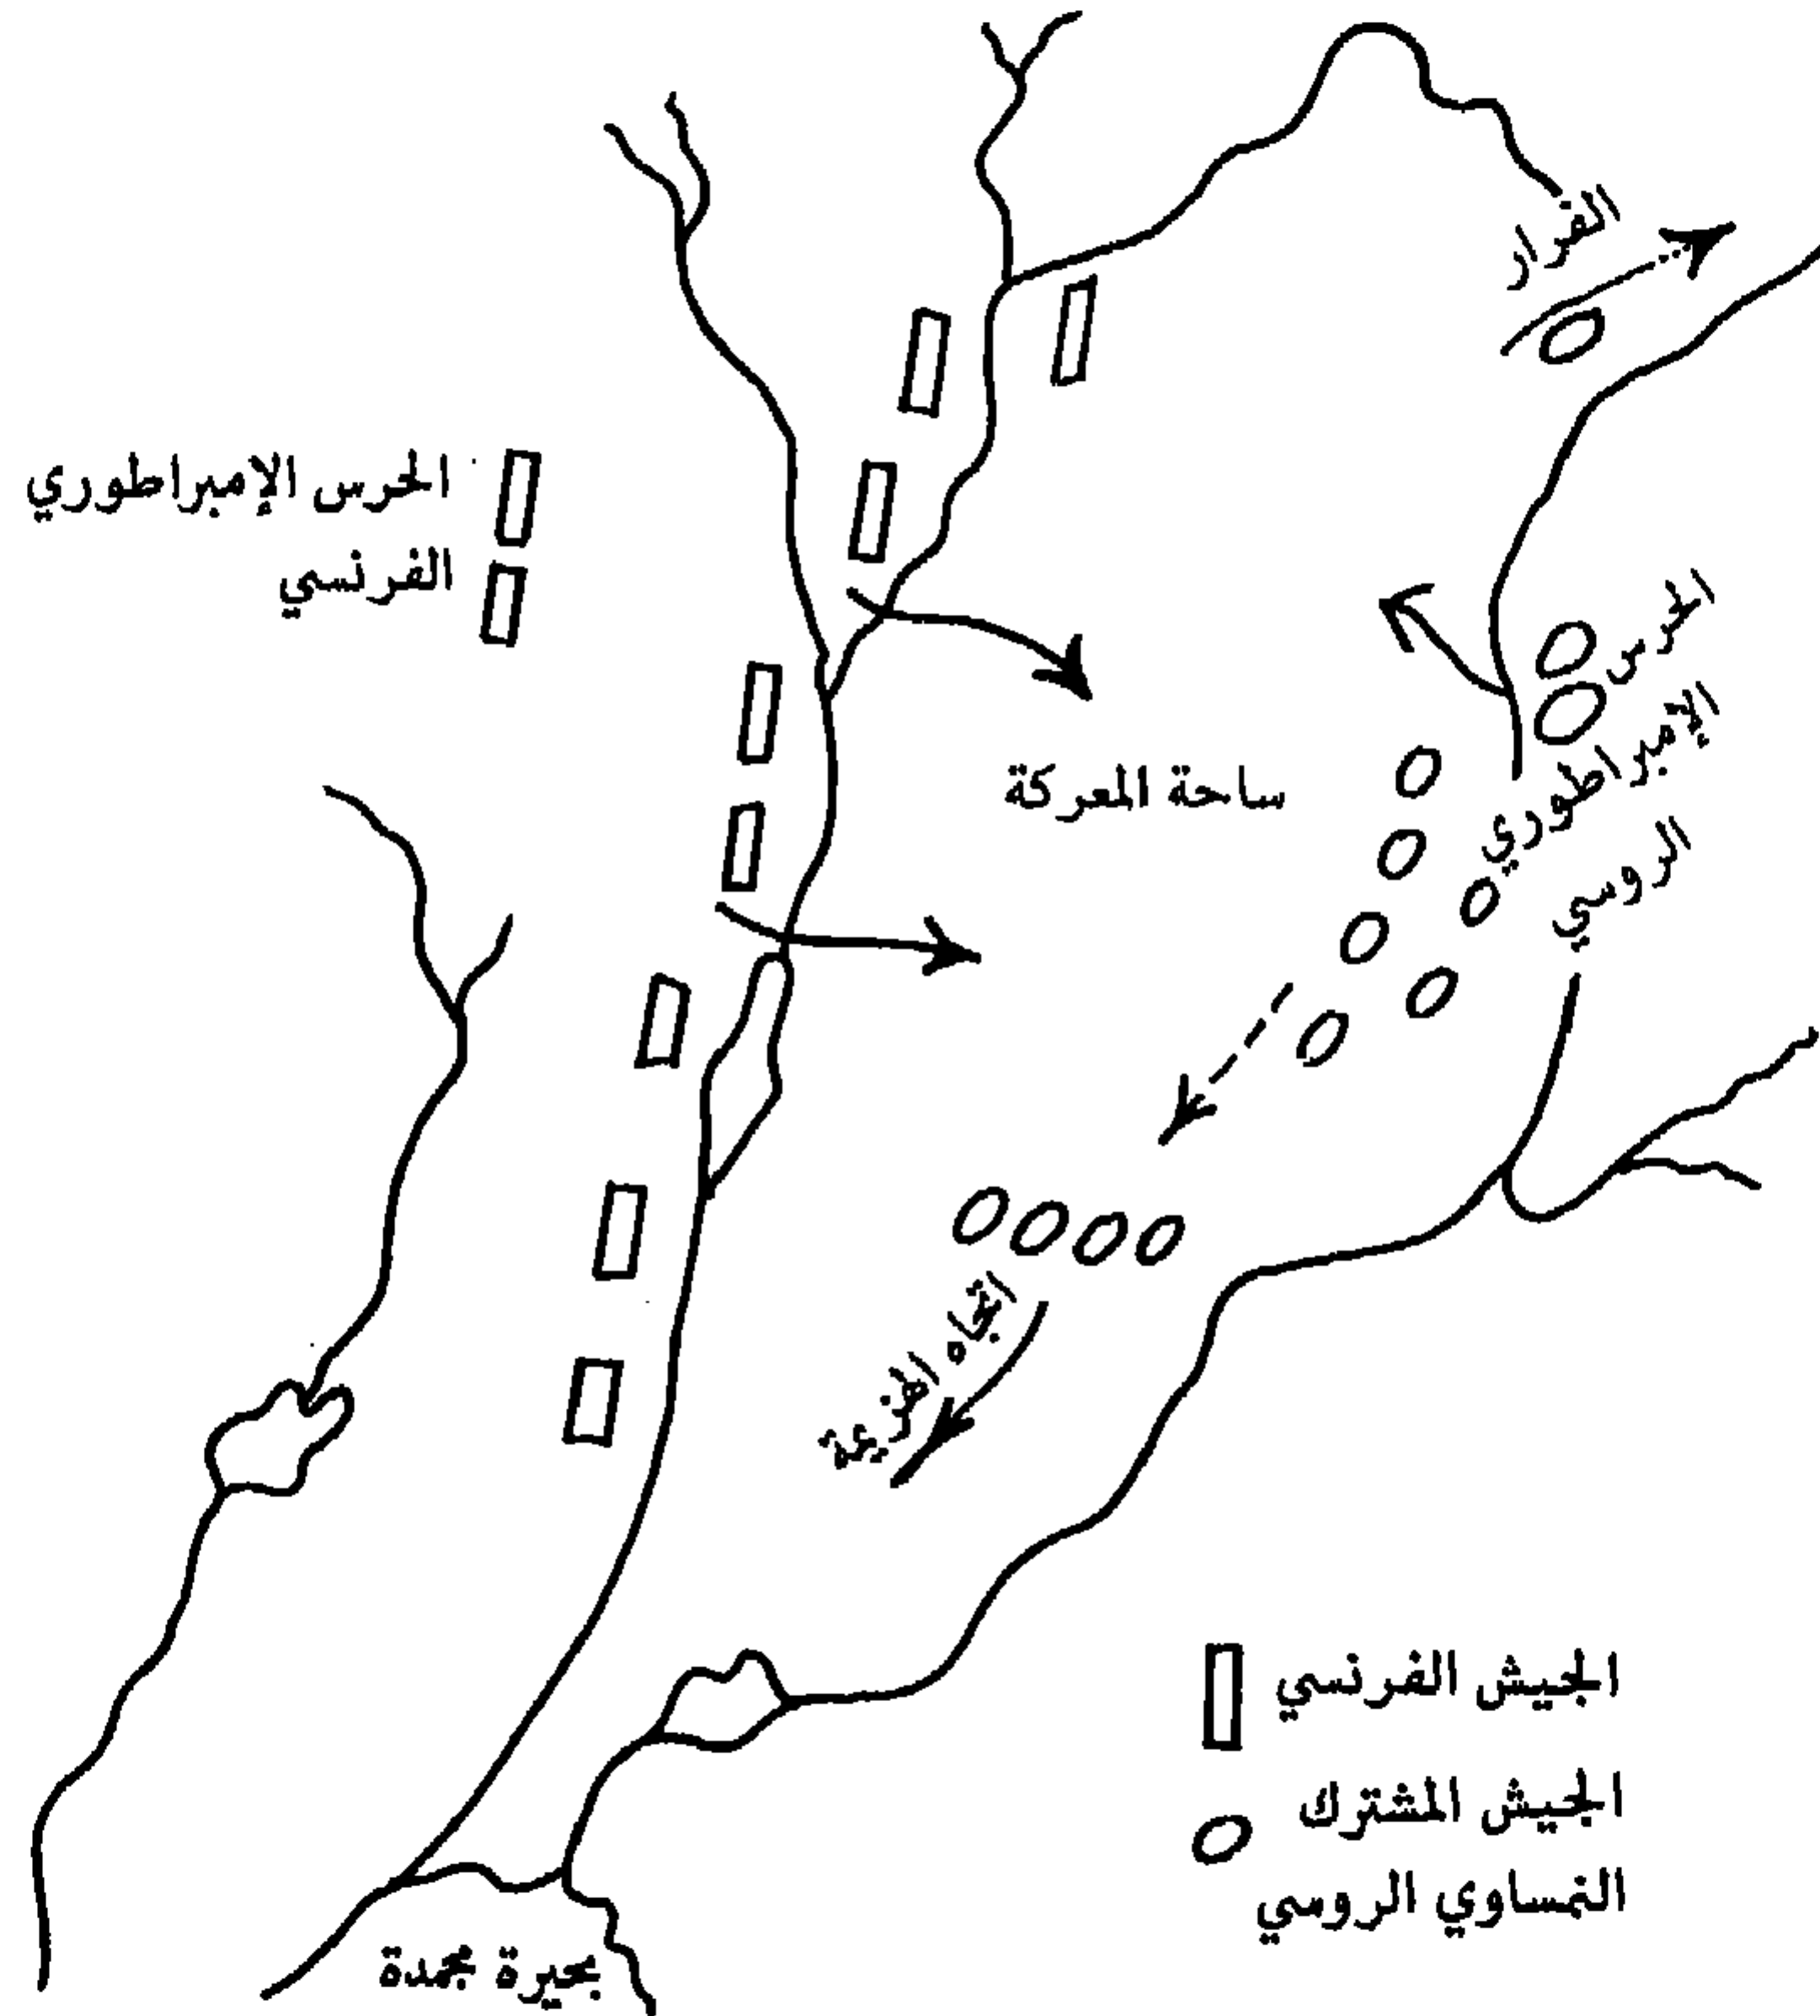 الفرار
الحرس الإمبراطوري
الفرنسي
الحرس
الإمبراطوري
الروسي
ساحة المعركة
اتجاه الهزيمة
الجيش الفرنسي
الجيش المشترك
النمساوي الروسي
بحيرة مجمدة